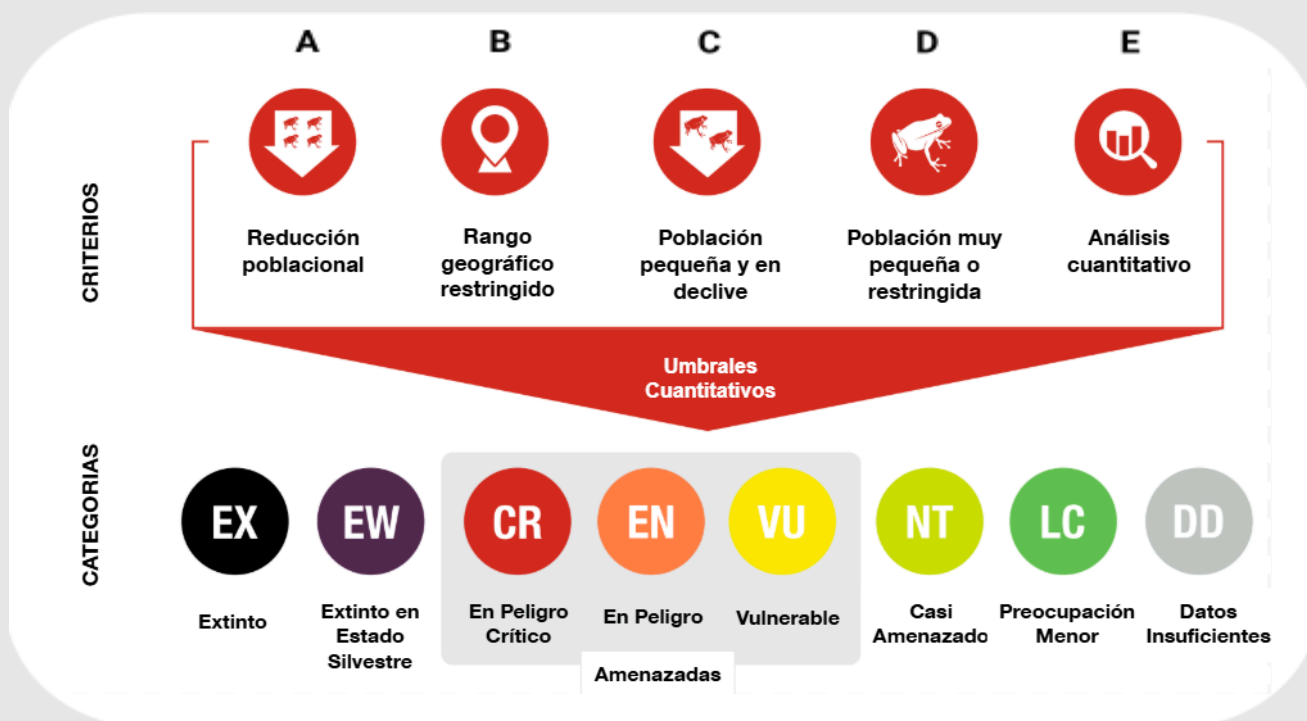 A B C D E
CRITERIOS
Reducción
poblacional
Rango
geográfico
restringido
Población
pequeña y en
declive
Población muy
pequeña o
restringida
Análisis
cuantitativo
Umbrales
Cuantitativos
CATEGORIAS
EX EW CR EN VU NT LC DD
Extinto
Extinto en
Estado
Silvestre
En Peligro
Crítico
En Peligro
Vulnerable
Casi
Amenazado
Preocupación
Menor
Datos
Insuficientes
Amenazadas